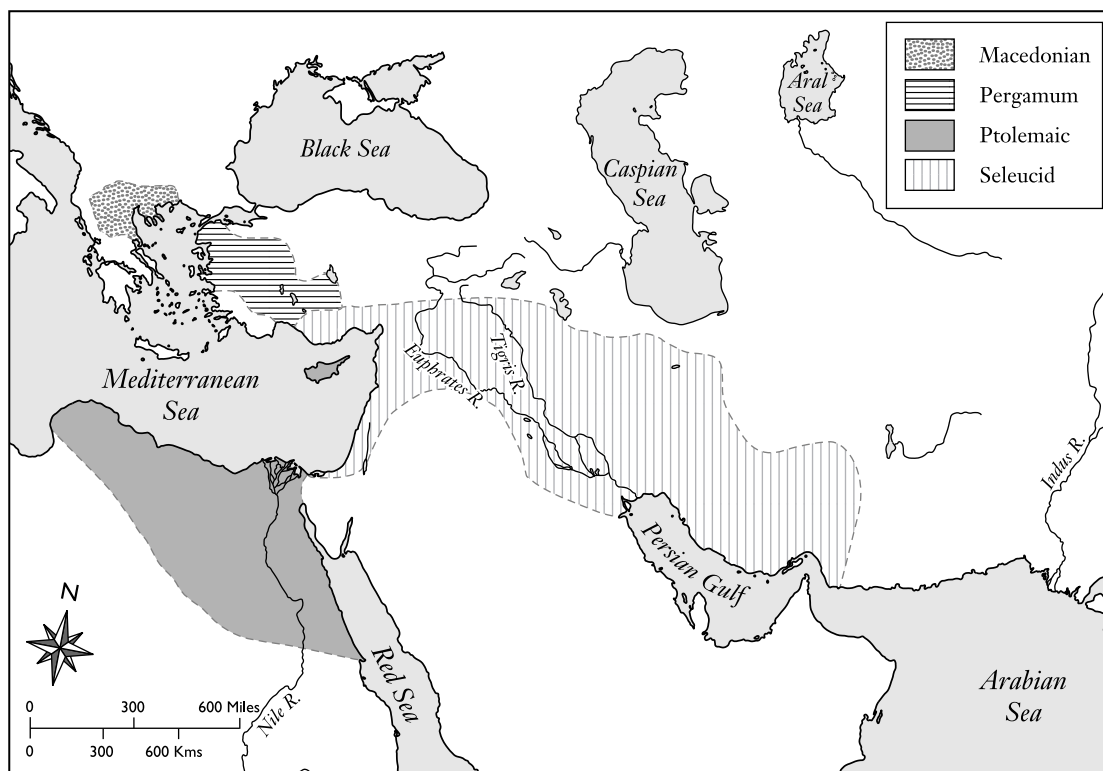 Macedonian
Pergamum
Ptolemaic
Seleucid
Aral
Sea
Black Sea
Caspian
Sea
Tigris R.
Euphrates R.
Mediterranean
Sea
Indus R.
Persian Gulf
N
Red Sea
Arabian
Sea
Nile R.
0 300 600 Miles
0 300 600 Kms